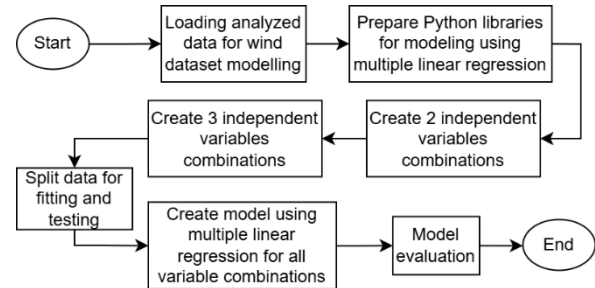 Start
Loading analyzed
data for wind
dataset modelling
Prepare Python libraries
for modeling using
multiple linear regression
Create 2 independent
variables
combinations
Create 3 independent
variables
combinations
Split data for
fitting and
testing
Create model using
multiple linear
regression for all
variable combinations
Model
evaluation
End